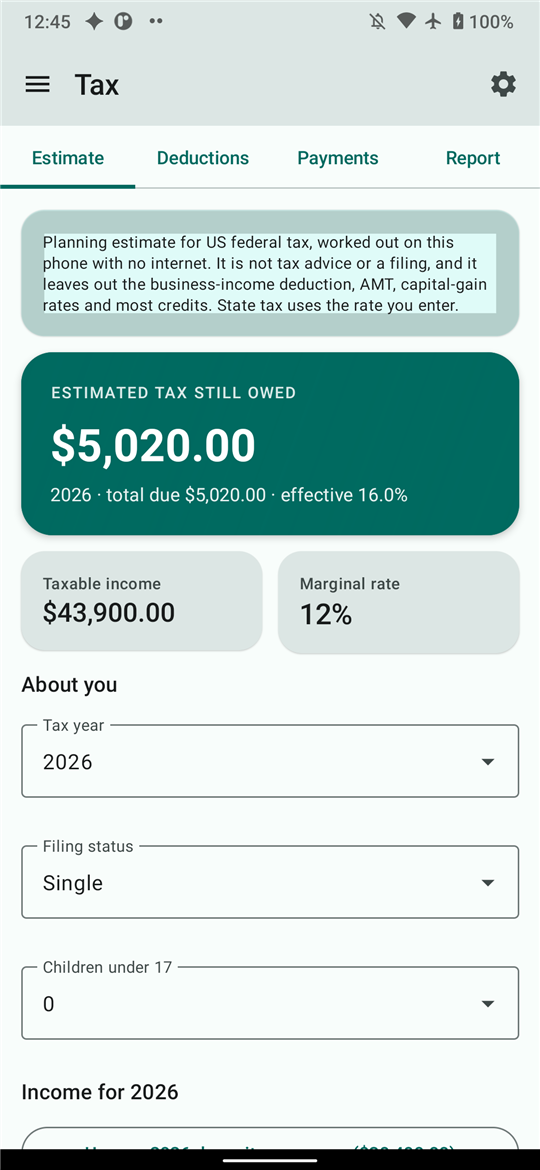 12:45
100%
Tax
Estimate
Deductions
Payments
Report
Planning estimate for US federal tax, worked out on this
phone with no internet. It is not tax advice or a filing, and it
leaves out the business-income deduction, AMT, capital-gain
rates and most credits. State tax uses the rate you enter.
ESTIMATED TAX STILL OWED
$5,020.00
2026 · total due $5,020.00 · effective 16.0%
Taxable income
$43,900.00
Marginal rate
12%
About you
Tax year
2026
Filing status
Single
Children under 17
0
Income for 2026